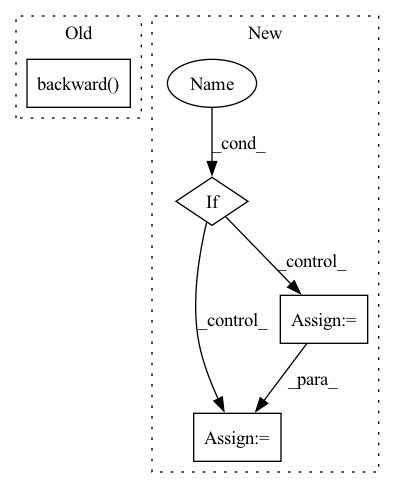 Old
New
backward()
Name
_cond_
If
_control_
_control_
Assign:=
_para_
Assign:=